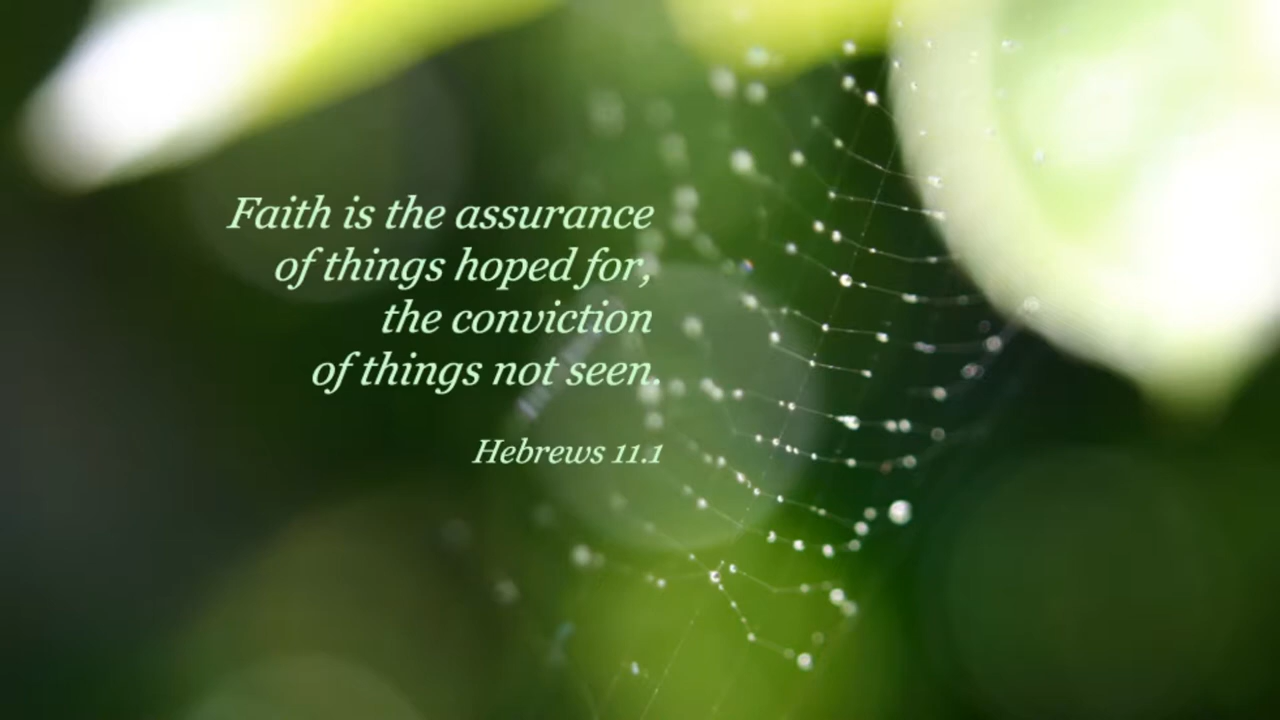 Faith is the assurance
of things hoped for,
the conviction
of things not seen.
Hebrews 11.1